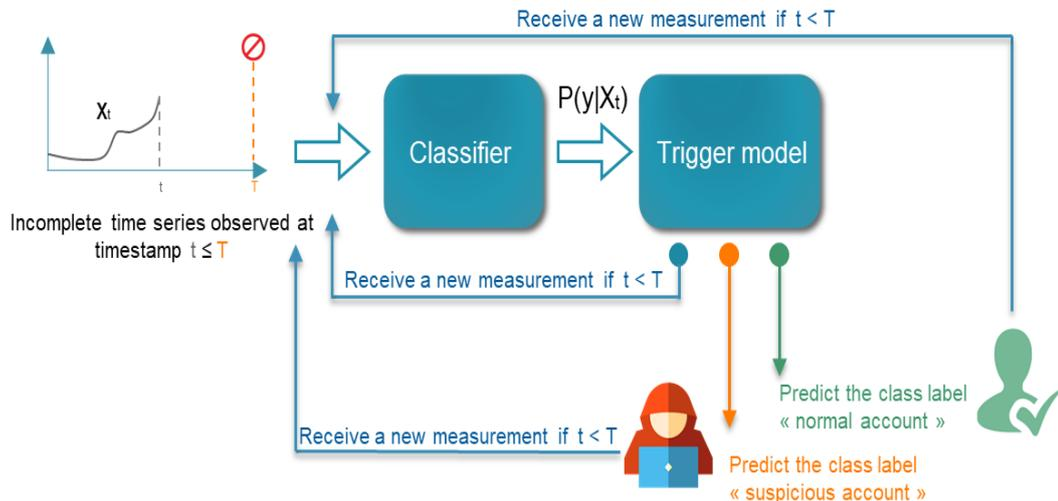 Receive a new measurement if t < T
Xt
P(y|Xt)
Classifier
Trigger model
t
T
Incomplete time series observed at
timestamp t ≤ T
Receive a new measurement if t < T
Predict the class label
« normal account »
Receive a new measurement if t < T
Predict the class label
« suspicious account »